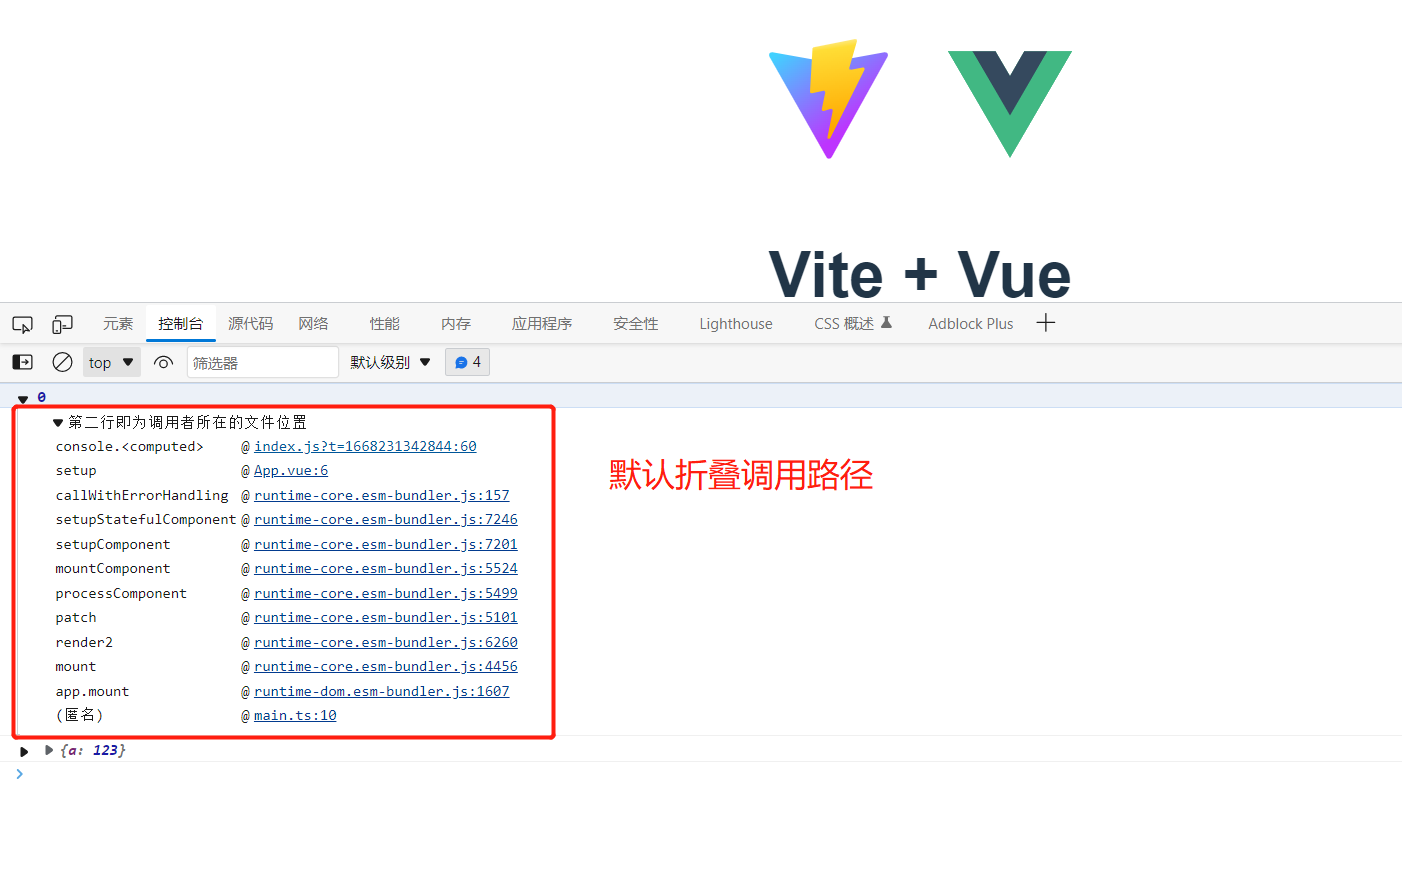 Vite + Vue
元素 控制台 源代码 网络 性能 内存 应用程序 安全性 Lighthouse CSS 概述 Adblock Plus
top 筛选器 默认级别 4
0
第二行即为调用者所在的文件位置
console.<computed> @ index.js?t=1668231342844:60
setup @ App.vue:6
默认折叠调用路径
callWithErrorHandling @ runtime-core.esm-bundler.js:157
setupStatefulComponent @ runtime-core.esm-bundler.js:7246
setupComponent @ runtime-core.esm-bundler.js:7201
mountComponent @ runtime-core.esm-bundler.js:5524
processComponent @ runtime-core.esm-bundler.js:5499
patch @ runtime-core.esm-bundler.js:5101
render2 @ runtime-core.esm-bundler.js:6260
mount @ runtime-core.esm-bundler.js:4456
app.mount @ runtime-dom.esm-bundler.js:1607
(匿名) @ main.ts:10
{a: 123}